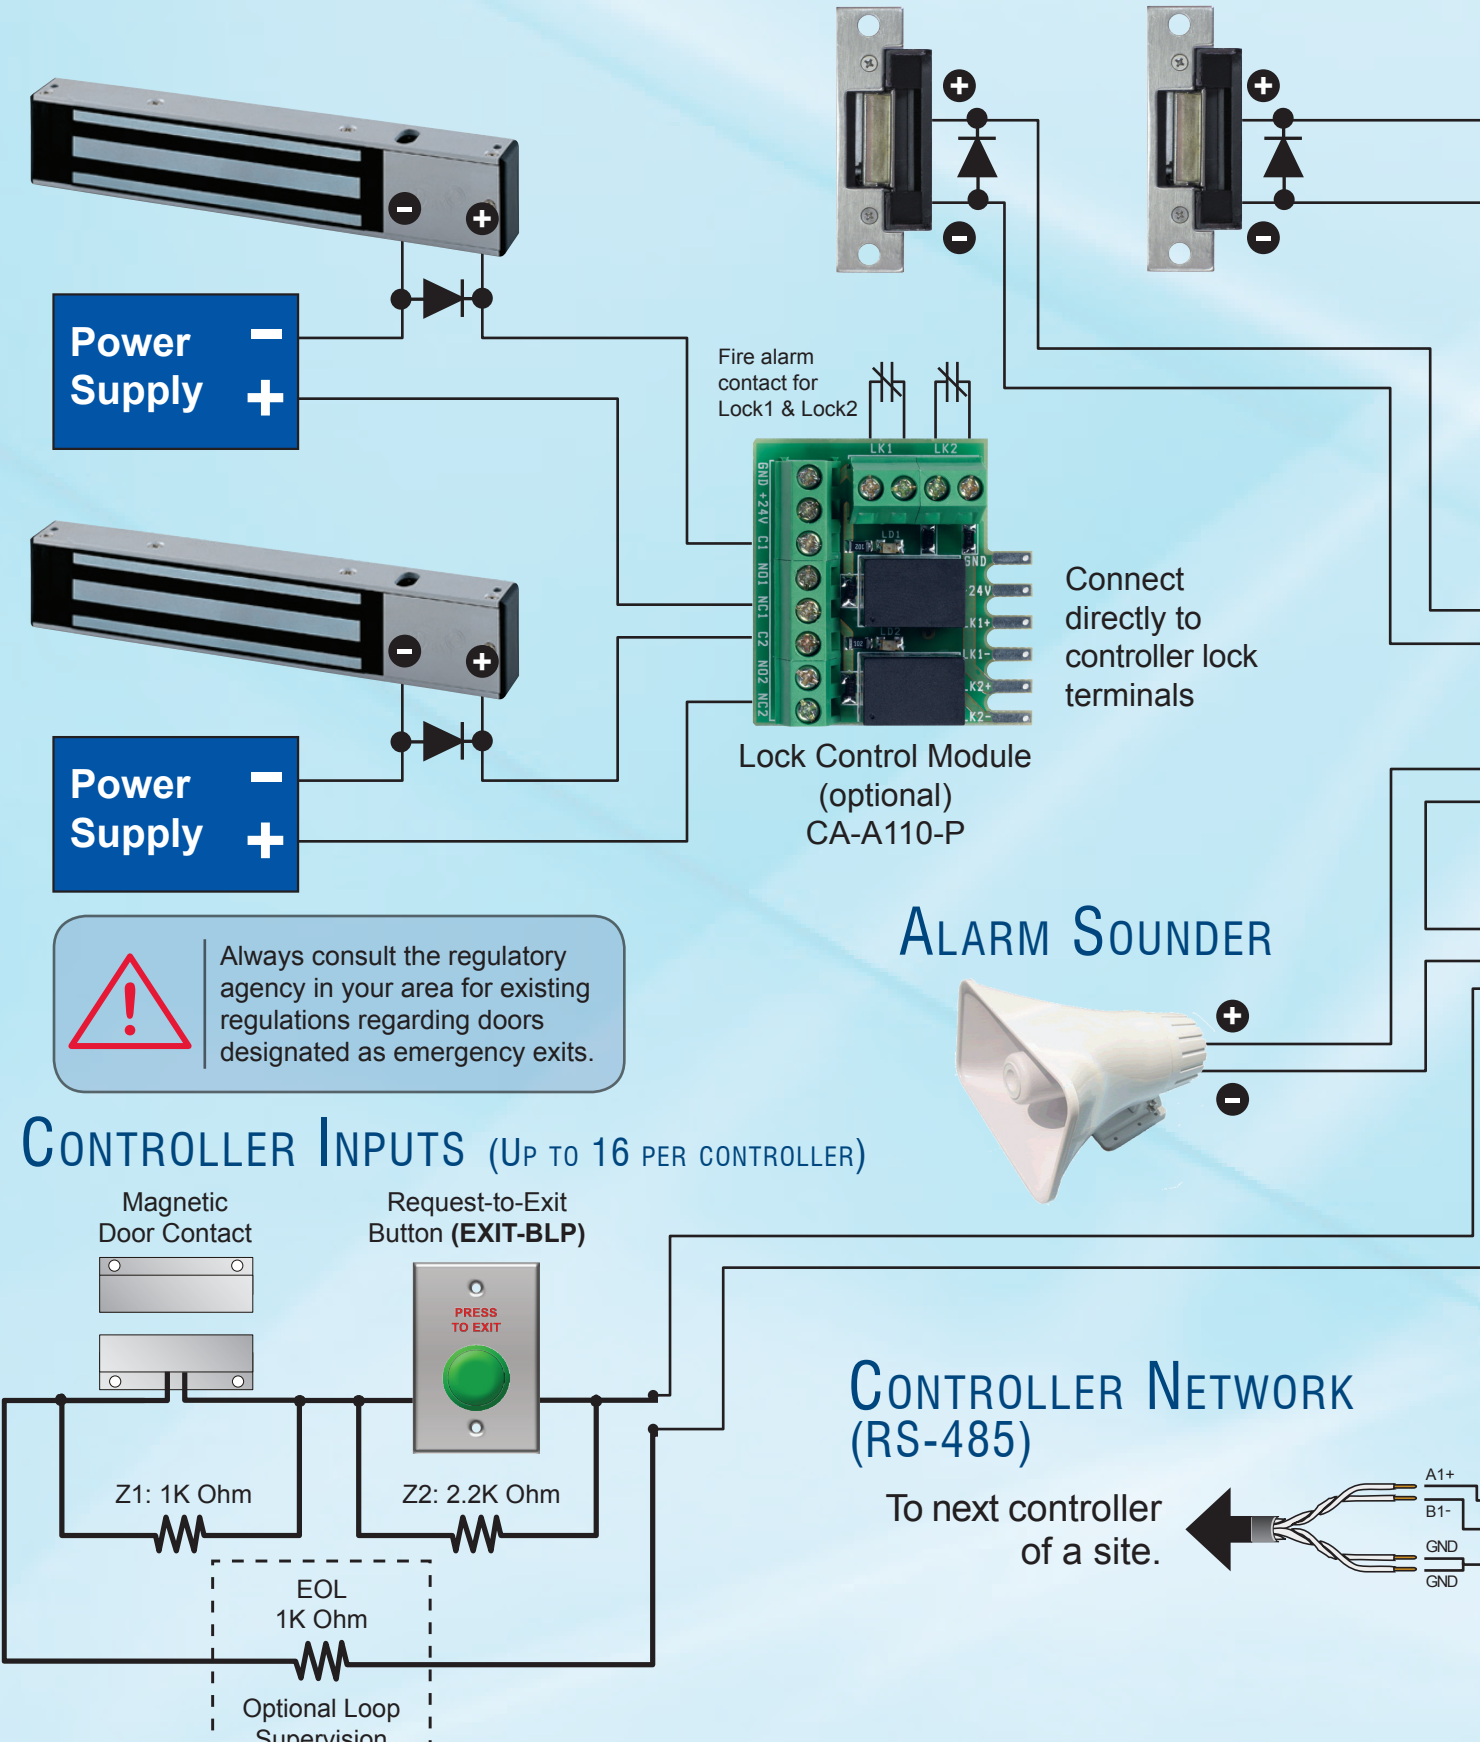 +
-
+
-
-
+
Power
Supply
-
+
Fire alarm
contact for
Lock1 & Lock2
LK1 LK2
GND
+24V
C1
NO1
NC1
C2
NO2
NC2
LD1
LD2
GND
24V
LK1+
LK1-
LK2+
LK2-
Connect
directly to
controller lock
terminals
-
+
Power
Supply
-
+
Lock Control Module
(optional)
CA-A110-P
Always consult the regulatory
agency in your area for existing
regulations regarding doors
designated as emergency exits.
ALARM SOUNDER
+
-
CONTROLLER INPUTS (UP TO 16 PER CONTROLLER)
Magnetic
Door Contact
Request-to-Exit
Button (EXIT-BLP)
PRESS
TO EXIT
Z1: 1K Ohm
Z2: 2.2K Ohm
EOL
1K Ohm
Optional Loop
Supervision
CONTROLLER NETWORK
(RS-485)
To next controller
of a site.
A1+
B1-
GND
GND